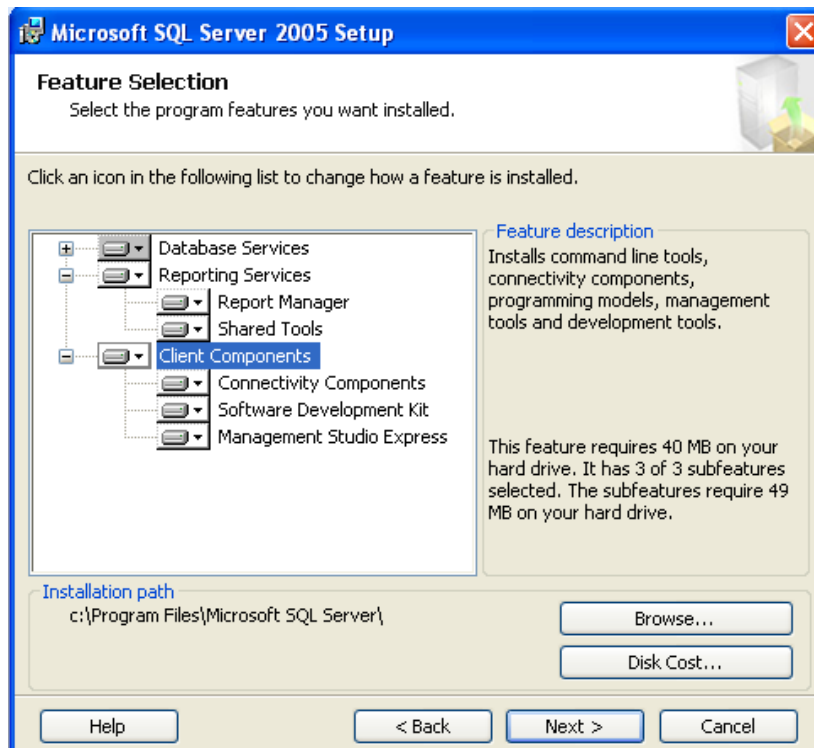 Microsoft SQL Server 2005 Setup
Feature Selection
Select the program features you want installed.
Click an icon in the following list to change how a feature is installed.
Database Services
Reporting Services
Report Manager
Shared Tools
Client Components
Connectivity Components
Software Development Kit
Management Studio Express
Feature description
Installs command line tools,
connectivity components,
programming models, management
tools and development tools.
This feature requires 40 MB on your
hard drive. It has 3 of 3 subfeatures
selected. The subfeatures require 49
MB on your hard drive.
Installation path
c:\Program Files\Microsoft SQL Server\
Browse...
Disk Cost...
Help
< Back
Next >
Cancel